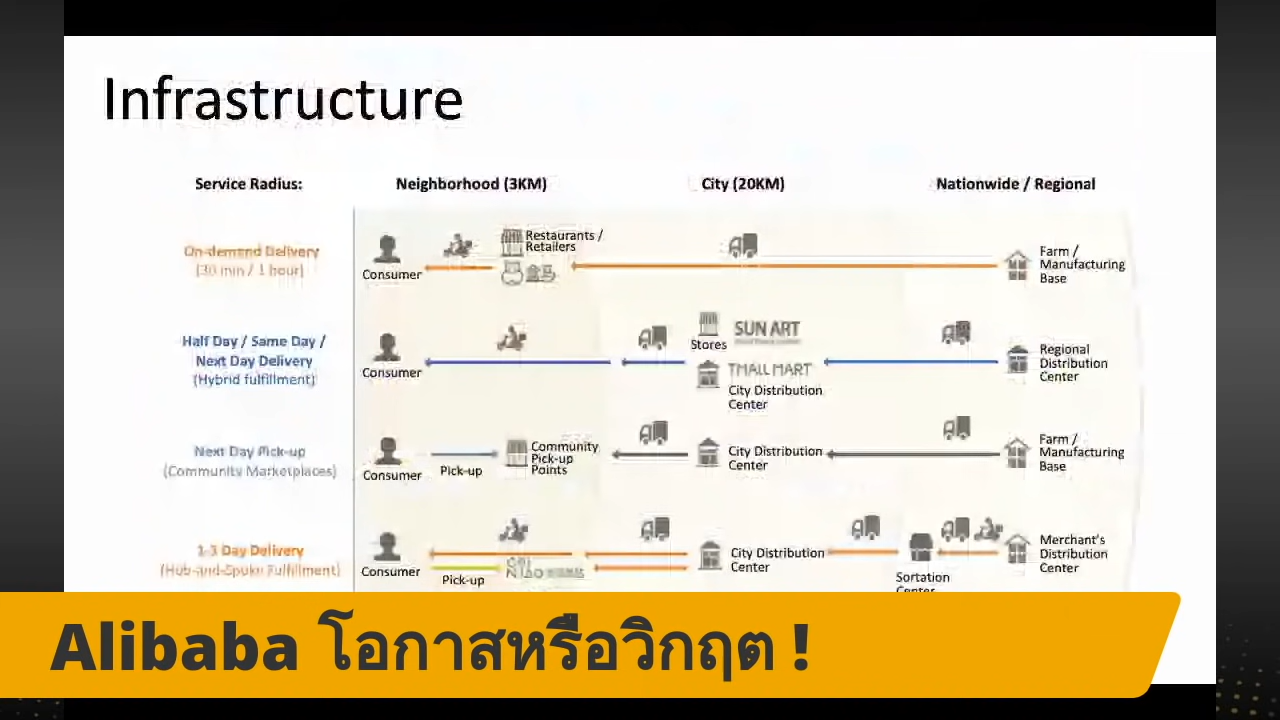 Infrastructure
Service Radius:
Neighborhood (3KM)
City (20KM)
Nationwide / Regional
On-demand Delivery
(30 min / 1 hour)
Consumer
Restaurants /
Retailers
Farm /
Manufacturing
Base
Half Day / Same Day /
Next Day Delivery
(Hybrid fulfillment)
Consumer
Stores
SUN ART
TMALL MART
City Distribution
Center
Regional
Distribution
Center
Next Day Pick-up
(Community Marketplaces)
Consumer
Pick-up
Community
Pick-up
Points
City Distribution
Center
Farm /
Manufacturing
Base
1-3 Day Delivery
(Hub-and-Spoke Fulfillment)
Consumer
Pick-up
City Distribution
Center
Sortation
Center
Merchant's
Distribution
Center
Alibaba โอกาสหรือวิกฤต !